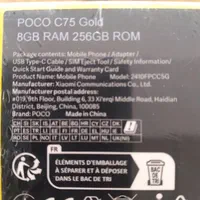 POCO C75 Gold
8GB RAM 256GB ROM
Package Contents: Mobile Phone / Adapter /
USB Type-C Cable / SIM Eject Tool / Safety Information /
Quick Start Guide and Warranty Card
Product Name: Mobile Phone Model: 2410FPCC5G
Manufacturer: Xiaomi Communications Co., Ltd.
#019, 9th Floor, Building 6, 33 Xi'erqi Middle Road, Haidian
District, Beijing, China, 100085
Brand: POCO Made in China
FR
ÉLÉMENTS D'EMBALLAGE
À SÉPARER ET À DÉPOSER
DANS LE BAC DE TRI
BAC
DE TRI